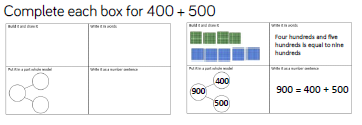 Complete each box for 400 + 500
Build it and draw it
Write it in words
Put it in a part whole model
Write it as a number sentence
Build it and draw it
Write it in words
Four hundreds and five
hundreds is equal to nine
hundreds
Put it in a part whole model
Write it as a number sentence
400
900
500
900 = 400 + 500